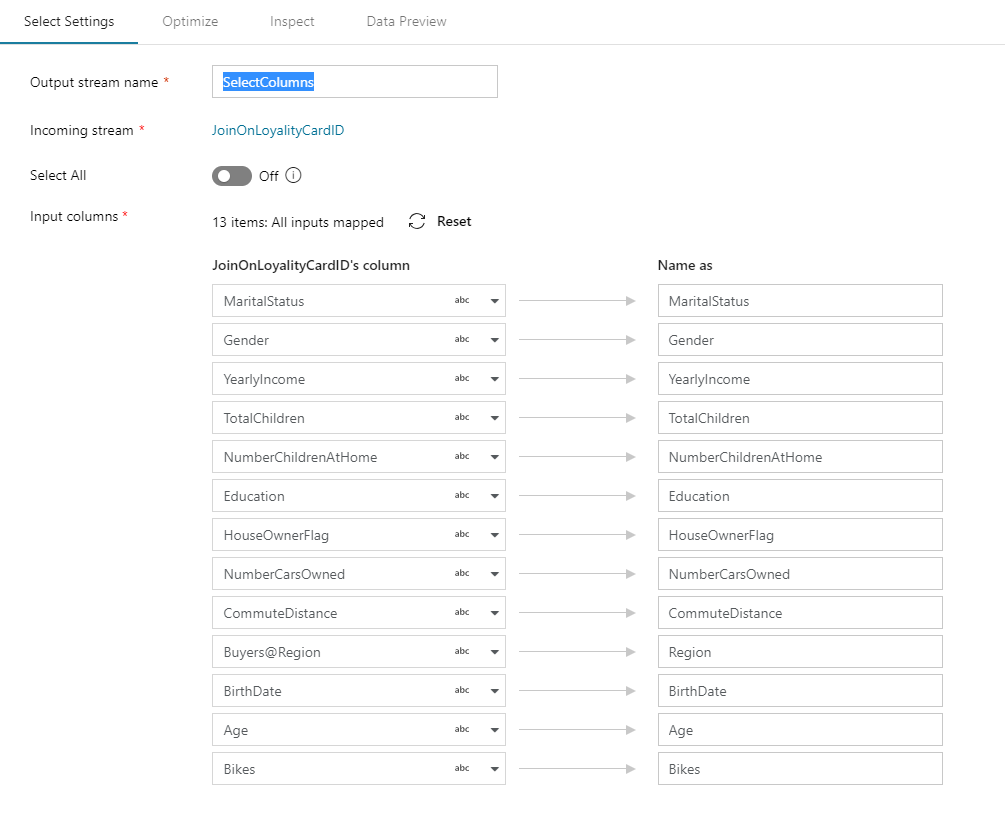 Select Settings Optimize Inspect Data Preview
Output stream name * SelectColumns
Incoming stream * JoinOnLoyalityCardID
Select All Off i
Input columns * 13 items: All inputs mapped Reset
JoinOnLoyalityCardID's column Name as
MaritalStatus abc MaritalStatus
Gender abc Gender
YearlyIncome abc YearlyIncome
TotalChildren abc TotalChildren
NumberChildrenAtHome abc NumberChildrenAtHome
Education abc Education
HouseOwnerFlag abc HouseOwnerFlag
NumberCarsOwned abc NumberCarsOwned
CommuteDistance abc CommuteDistance
Buyers@Region abc Region
BirthDate abc BirthDate
Age abc Age
Bikes abc Bikes